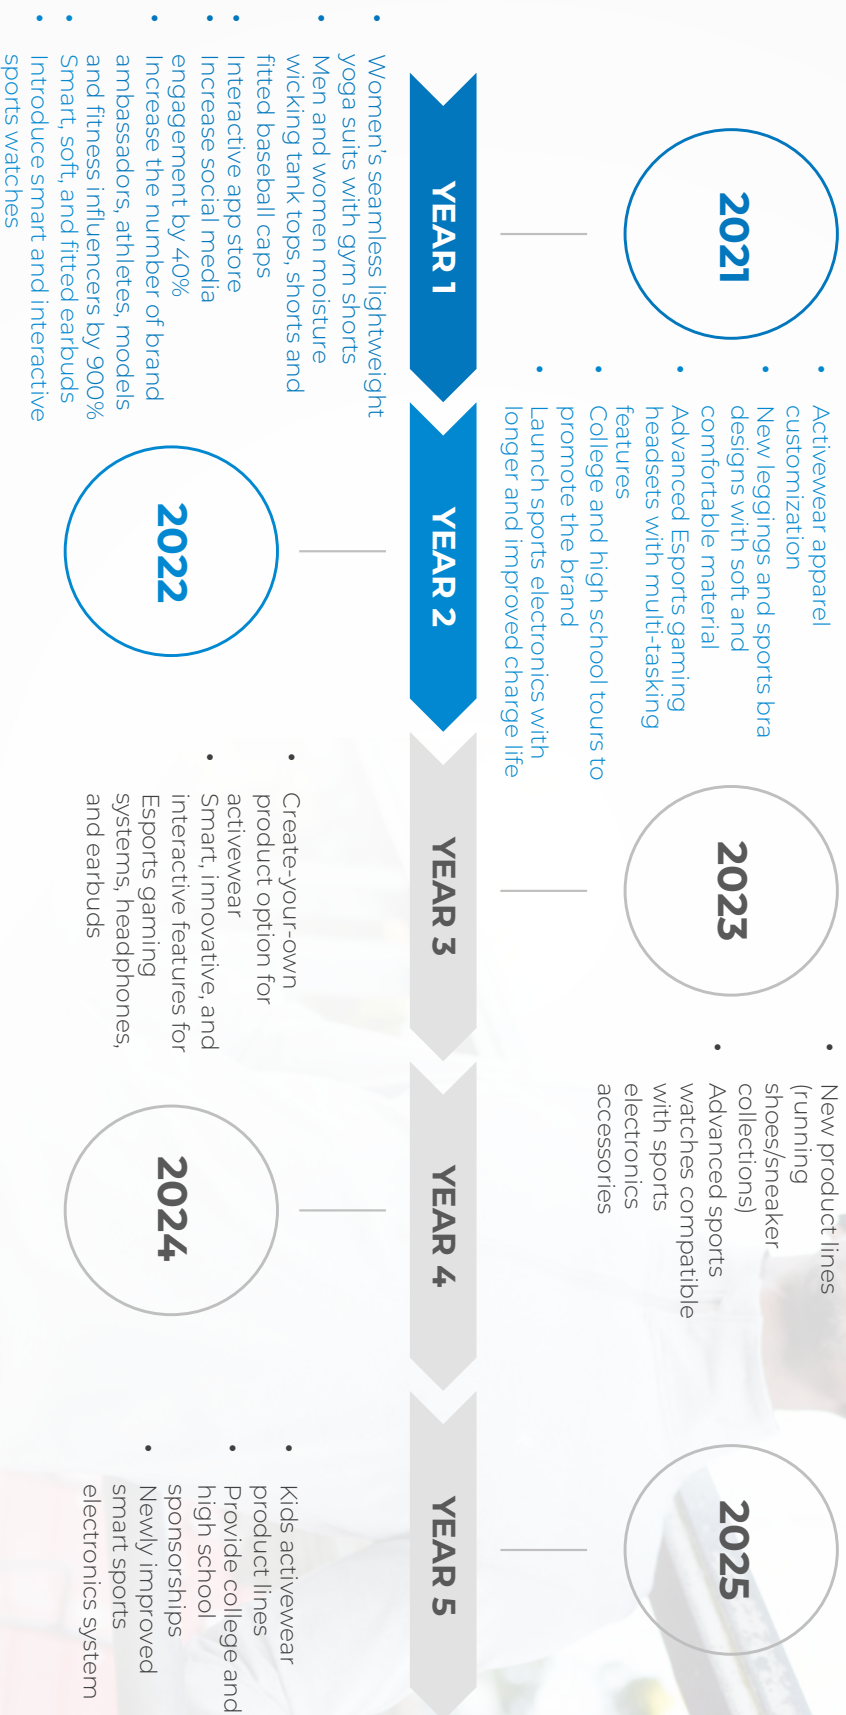 2021
YEAR 1
• Women’s seamless lightweight
yoga suits with gym shorts
• Men and women moisture
wicking tank tops, shorts and
fitted baseball caps
• Interactive app store
• Increase social media
engagement by 40%
• Increase the number of brand
ambassadors, athletes, models
and fitness influencers by 900%
• Smart, soft, and fitted earbuds
• Introduce smart and interactive
sports watches
• Activewear apparel
customization
• New leggings and sports bra
designs with soft and
comfortable material
• Advanced Esports gaming
headsets with multi-tasking
features
• College and high school tours to
promote the brand
• Launch sports electronics with
longer and improved charge life
YEAR 2
2022
2023
YEAR 3
• Create-your-own
product option for
activewear
• Smart, innovative, and
interactive features for
Esports gaming
systems, headphones,
and earbuds
• New product lines
(running
shoes/sneaker
collections)
• Advanced sports
watches compatible
with sports
electronics
accessories
YEAR 4
2024
2025
YEAR 5
• Kids activewear
product lines
• Provide college and
high school
sponsorships
• Newly improved
smart sports
electronics system